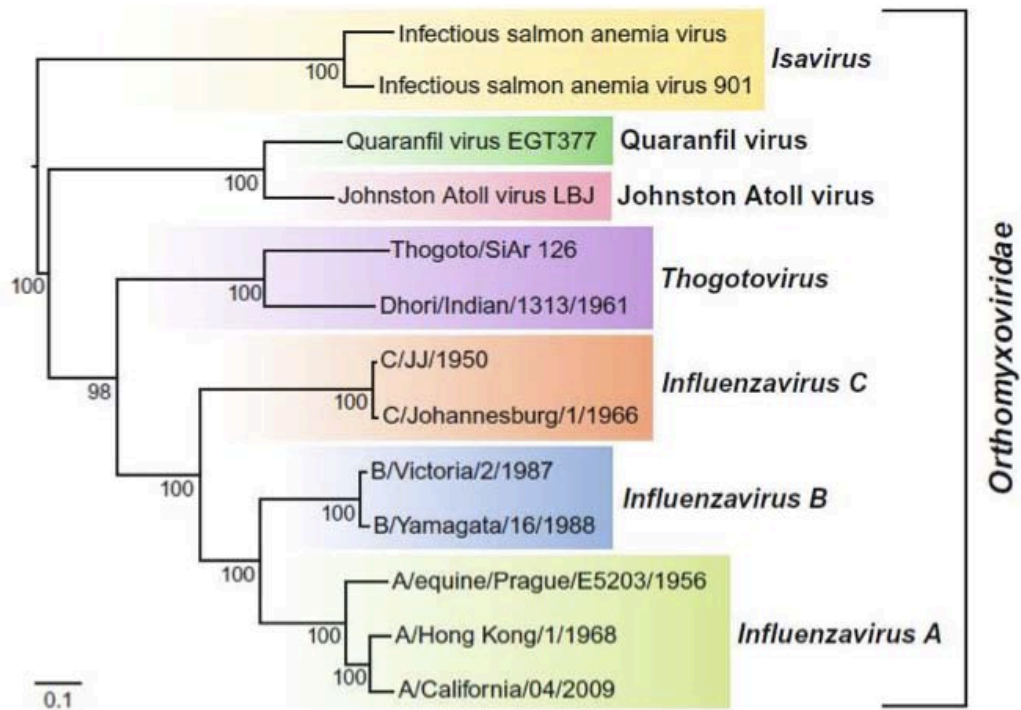 Infectious salmon anemia virus
Isavirus
100
Infectious salmon anemia virus 901
Quaranfil virus EGT377
Quaranfil virus
100
Johnston Atoll virus LBJ
Johnston Atoll virus
Thogoto/SiAr 126
Thogotovirus
100
100
Dhori/Indian/1313/1961
C/JJ/1950
Influenzavirus C
98
100
C/Johannesburg/1/1966
B/Victoria/2/1987
100
Influenzavirus B
100
B/Yamagata/16/1988
100
A/equine/Prague/E5203/1956
100
A/Hong Kong/1/1968
Influenzavirus A
100
A/California/04/2009
0.1
Orthomyxoviridae